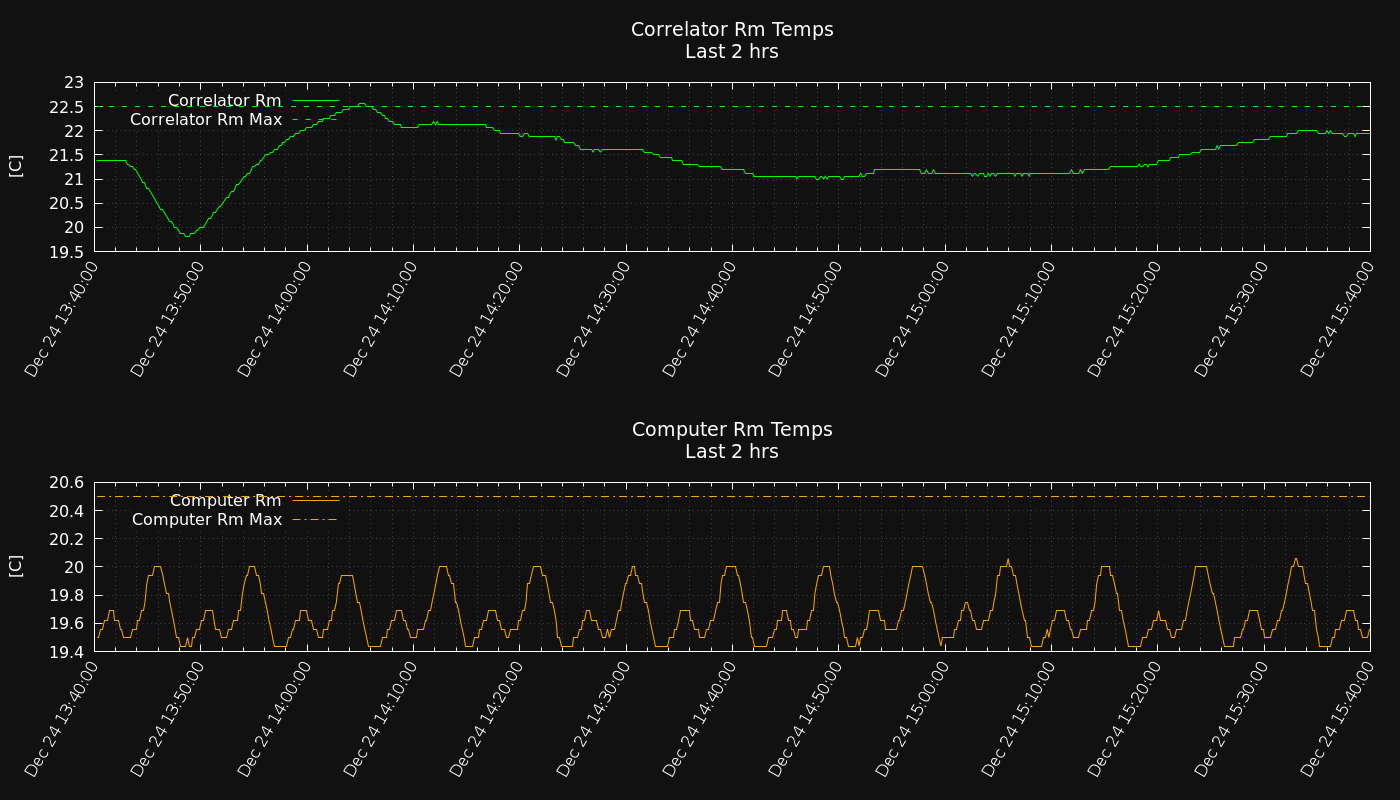 Correlator Rm Temps
Last 2 hrs
[C]
23
22.5
22
21.5
21
20.5
20
19.5
Correlator Rm
Correlator Rm Max
Dec 24 13:40:00
Dec 24 13:50:00
Dec 24 14:00:00
Dec 24 14:10:00
Dec 24 14:20:00
Dec 24 14:30:00
Dec 24 14:40:00
Dec 24 14:50:00
Dec 24 15:00:00
Dec 24 15:10:00
Dec 24 15:20:00
Dec 24 15:30:00
Dec 24 15:40:00
Computer Rm Temps
Last 2 hrs
[C]
20.6
20.4
20.2
20
19.8
19.6
19.4
Computer Rm
Computer Rm Max
Dec 24 13:40:00
Dec 24 13:50:00
Dec 24 14:00:00
Dec 24 14:10:00
Dec 24 14:20:00
Dec 24 14:30:00
Dec 24 14:40:00
Dec 24 14:50:00
Dec 24 15:00:00
Dec 24 15:10:00
Dec 24 15:20:00
Dec 24 15:30:00
Dec 24 15:40:00